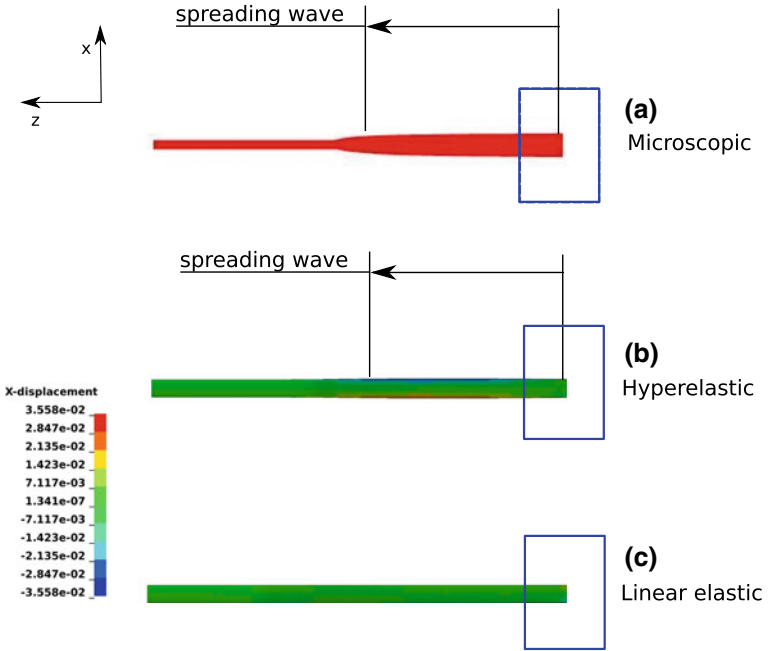 spreading wave
x
z
(a)
Microscopic
spreading wave
(b)
Hyperelastic
X-displacement
3.558e-02
2.847e-02
2.135e-02
1.423e-02
7.117e-03
1.341e-07
-7.117e-03
-1.423e-02
-2.135e-02
-2.847e-02
-3.558e-02
(c)
Linear elastic